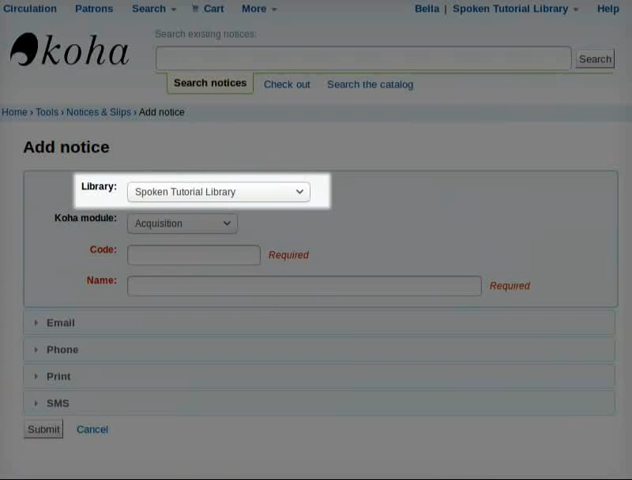 Circulation Patrons Search Cart More Bella | Spoken Tutorial Library Help
koha
Search existing notices:
Search
Search notices Check out Search the catalog
Home › Tools › Notices & Slips › Add notice
Add notice
Library: Spoken Tutorial Library
Koha module: Acquisition
Code: Required
Name: Required
Email
Phone
Print
SMS
Submit Cancel